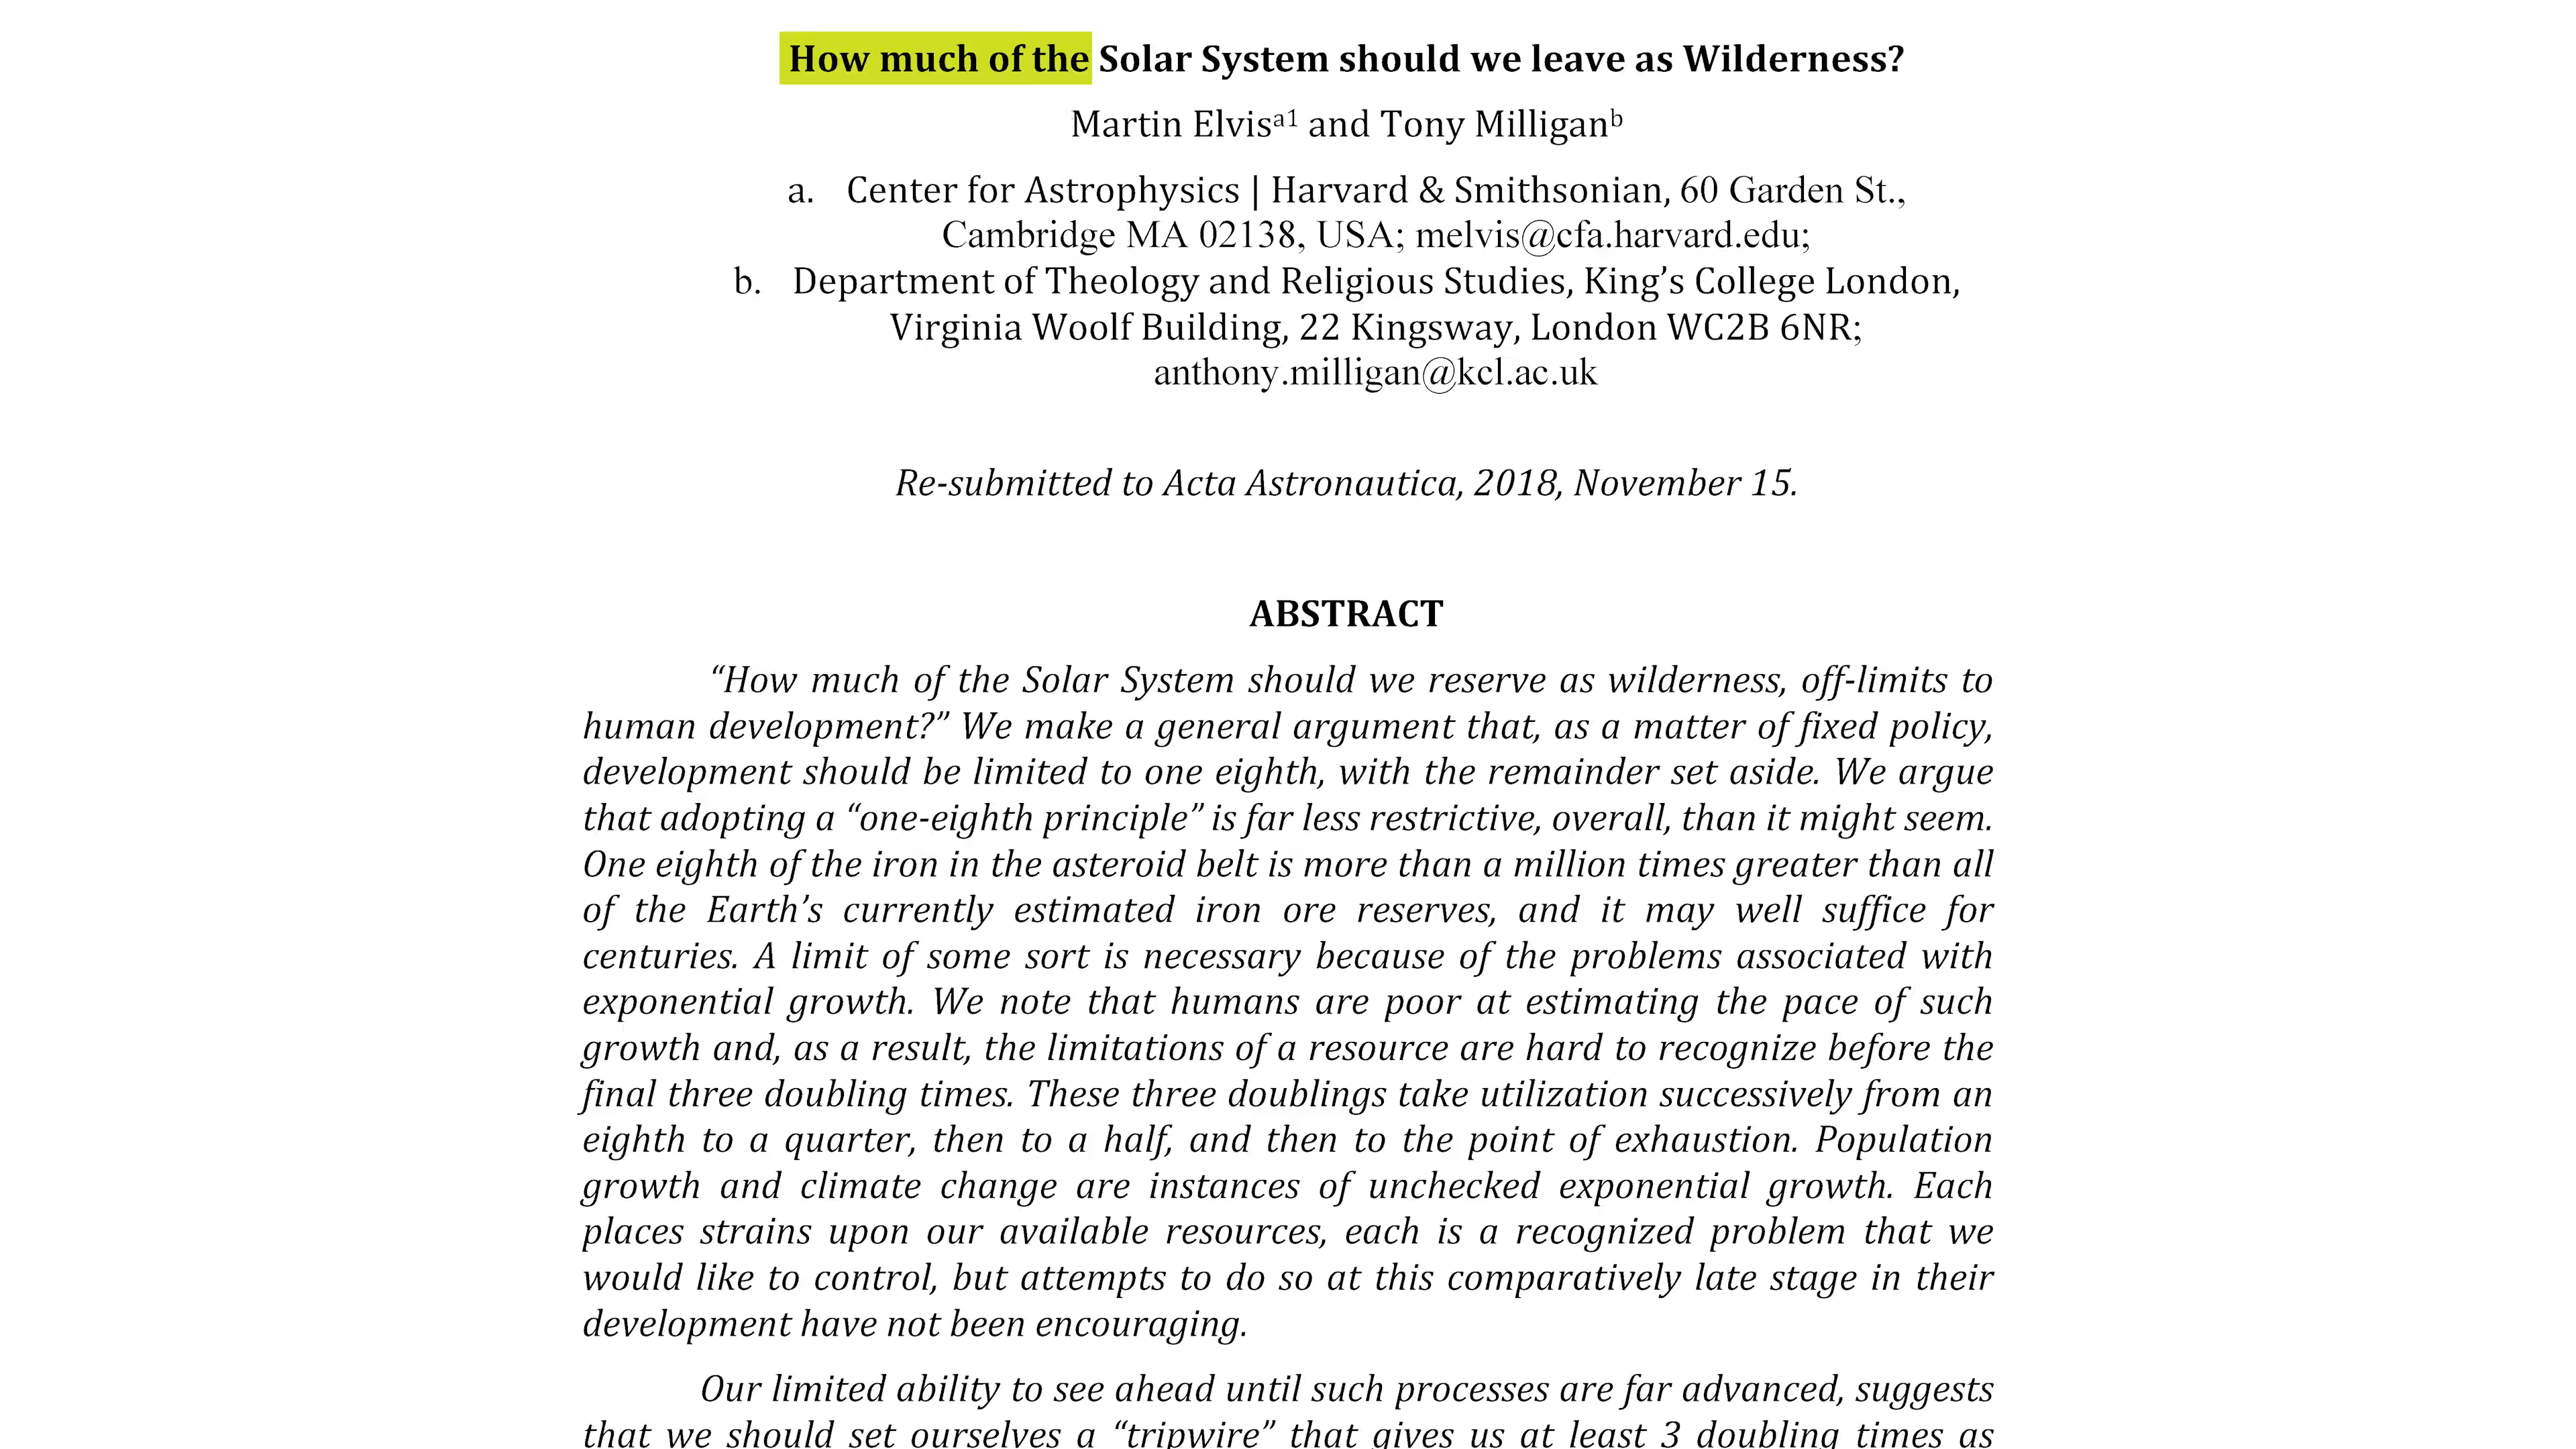 How much of the Solar System should we leave as Wilderness?
Martin Elvisa1 and Tony Milliganb
a. Center for Astrophysics | Harvard & Smithsonian, 60 Garden St.,
Cambridge MA 02138, USA; melvis@cfa.harvard.edu;
b. Department of Theology and Religious Studies, King’s College London,
Virginia Woolf Building, 22 Kingsway, London WC2B 6NR;
anthony.milligan@kcl.ac.uk
Re-submitted to Acta Astronautica, 2018, November 15.
ABSTRACT
“How much of the Solar System should we reserve as wilderness, off-limits to
human development?” We make a general argument that, as a matter of fixed policy,
development should be limited to one eighth, with the remainder set aside. We argue
that adopting a “one-eighth principle” is far less restrictive, overall, than it might seem.
One eighth of the iron in the asteroid belt is more than a million times greater than all
of the Earth’s currently estimated iron ore reserves, and it may well suffice for
centuries. A limit of some sort is necessary because of the problems associated with
exponential growth. We note that humans are poor at estimating the pace of such
growth and, as a result, the limitations of a resource are hard to recognize before the
final three doubling times. These three doublings take utilization successively from an
eighth to a quarter, then to a half, and then to the point of exhaustion. Population
growth and climate change are instances of unchecked exponential growth. Each
places strains upon our available resources, each is a recognized problem that we
would like to control, but attempts to do so at this comparatively late stage in their
development have not been encouraging.
Our limited ability to see ahead until such processes are far advanced, suggests
that we should set ourselves a “tripwire” that gives us at least 3 doubling times as